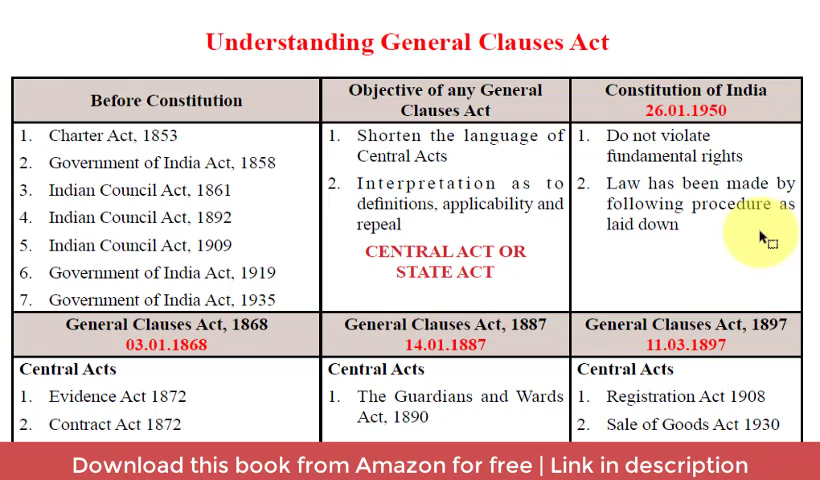 Understanding General Clauses Act
Before Constitution
1. Charter Act, 1853
2. Government of India Act, 1858
3. Indian Council Act, 1861
4. Indian Council Act, 1892
5. Indian Council Act, 1909
6. Government of India Act, 1919
7. Government of India Act, 1935
Objective of any General
Clauses Act
1. Shorten the language of
Central Acts
2. Interpretation as to
definitions, applicability and
repeal
CENTRAL ACT OR
STATE ACT
Constitution of India
26.01.1950
1. Do not violate
fundamental rights
2. Law has been made by
following procedure as
laid down
General Clauses Act, 1868
03.01.1868
Central Acts
1. Evidence Act 1872
2. Contract Act 1872
General Clauses Act, 1887
14.01.1887
Central Acts
1. The Guardians and Wards
Act, 1890
General Clauses Act, 1897
11.03.1897
Central Acts
1. Registration Act 1908
2. Sale of Goods Act 1930
Download this book from Amazon for free | Link in description